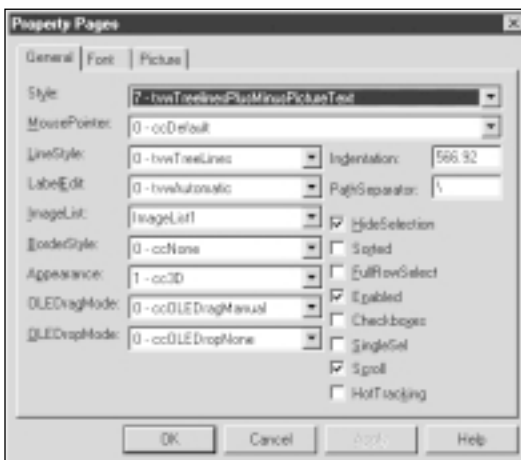 Property Pages
General Font Picture
Style: 7 - tvwTreelinesPlusMinusPictureText
MousePointer: 0 - ccDefault
LineStyle: 0 - tvwTreeLines Indentation: 566.92
LabelEdit: 0 - tvwAutomatic PathSeparator: \
ImageList: ImageList1 HideSelection
BorderStyle: 0 - ccNone Sorted
Appearance: 1 - cc3D FullRowSelect
OLEDragMode: 0 - ccOLEDragManual Enabled
OLEDropMode: 0 - ccOLEDropNone Checkboxes
SingleSel
Scroll
HotTracking
OK Cancel Apply Help